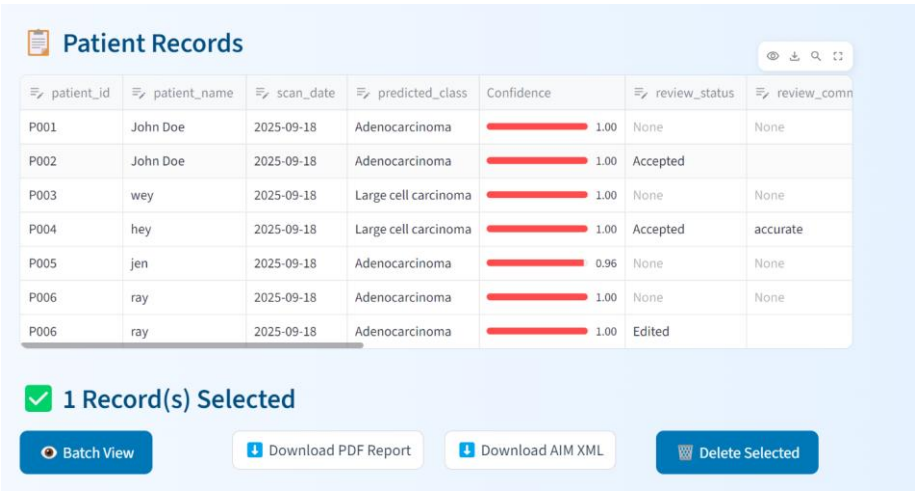 Patient Records
patient_id patient_name scan_date predicted_class Confidence review_status review_comn
P001 John Doe 2025-09-18 Adenocarcinoma 1.00 None None
P002 John Doe 2025-09-18 Adenocarcinoma 1.00 Accepted
P003 wey 2025-09-18 Large cell carcinoma 1.00 None None
P004 hey 2025-09-18 Large cell carcinoma 1.00 Accepted accurate
P005 jen 2025-09-18 Adenocarcinoma 0.96 None None
P006 ray 2025-09-18 Adenocarcinoma 1.00 None None
P006 ray 2025-09-18 Adenocarcinoma 1.00 Edited
1 Record(s) Selected
Batch View Download PDF Report Download AIM XML Delete Selected